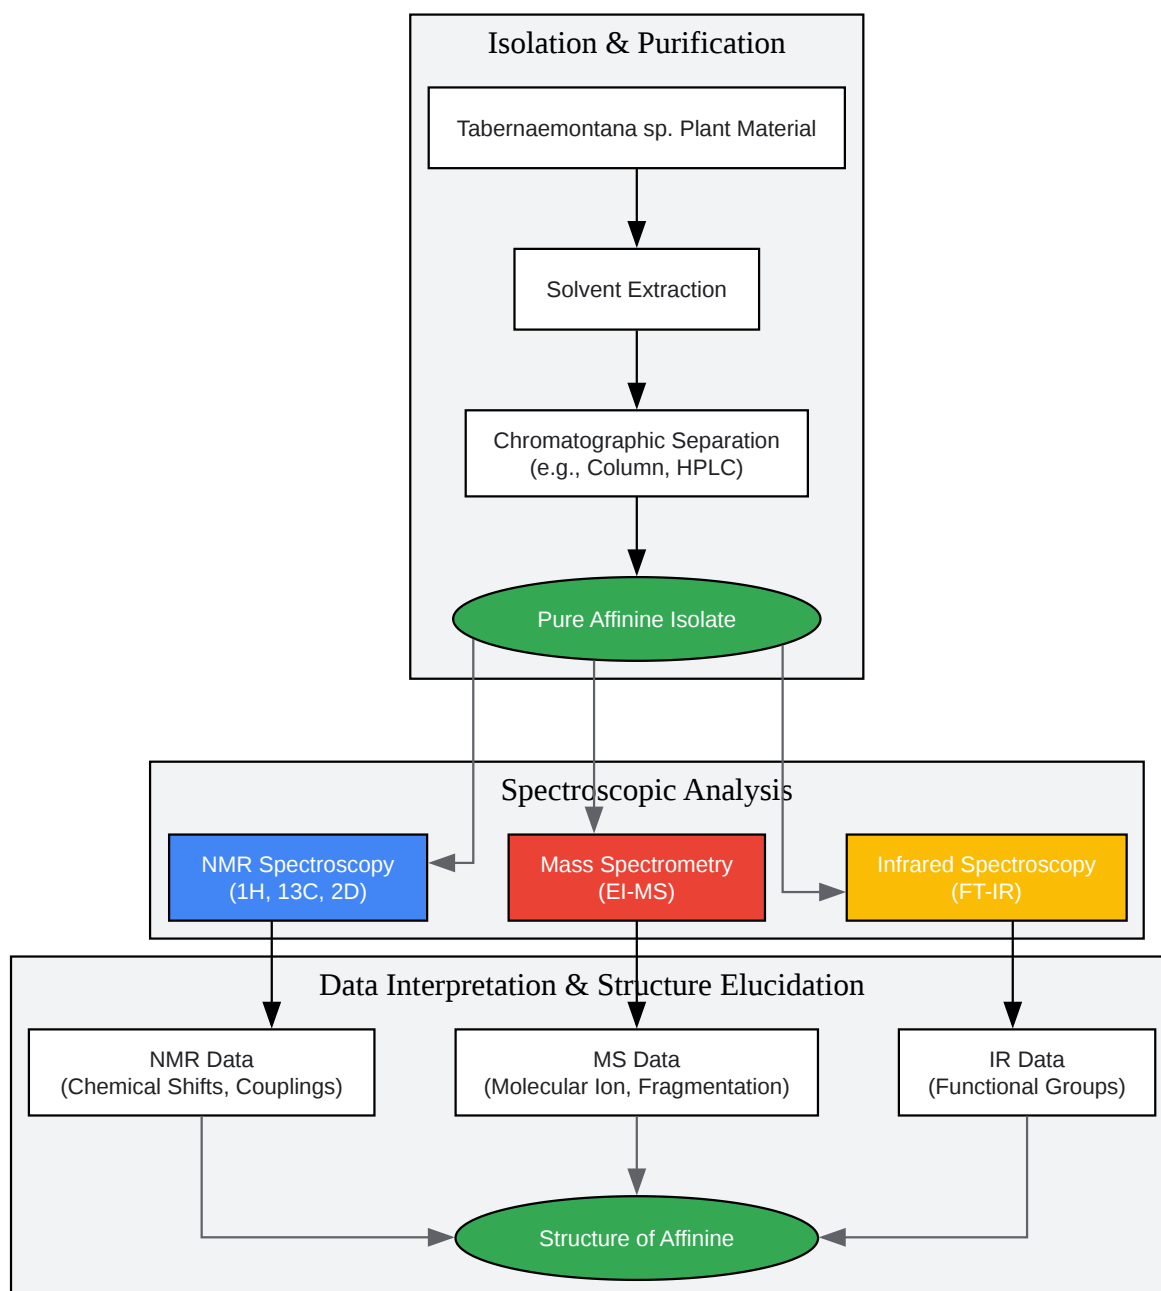 Isolation & Purification
Tabernaemontana sp. Plant Material
Solvent Extraction
Chromatographic Separation
(e.g., Column, HPLC)
Pure Affinine Isolate
Spectroscopic Analysis
NMR Spectroscopy
(1H, 13C, 2D)
Mass Spectrometry
(EI-MS)
Infrared Spectroscopy
(FT-IR)
Data Interpretation & Structure Elucidation
NMR Data
(Chemical Shifts, Couplings)
MS Data
(Molecular Ion, Fragmentation)
IR Data
(Functional Groups)
Structure of Affinine